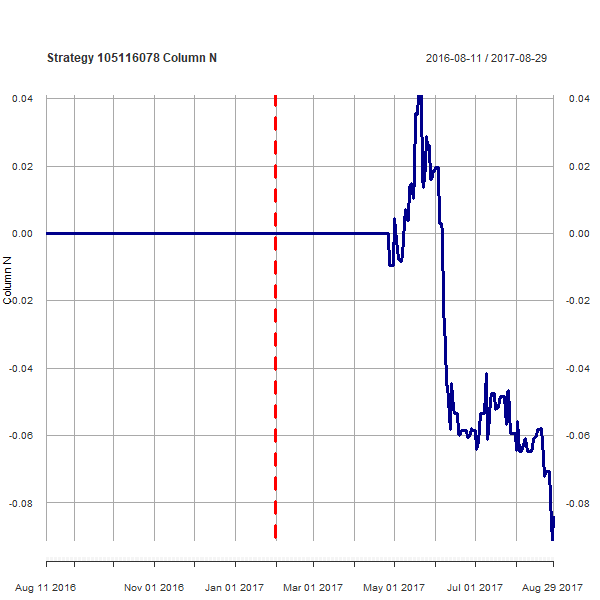 Strategy 105116078 Column N 2016-08-11 / 2017-08-29
0.04 0.04
0.02 0.02
0.00 0.00
Column N
-0.02 -0.02
-0.04 -0.04
-0.06 -0.06
-0.08 -0.08
Aug 11 2016 Nov 01 2016 Jan 01 2017 Mar 01 2017 May 01 2017 Jul 01 2017 Aug 29 2017